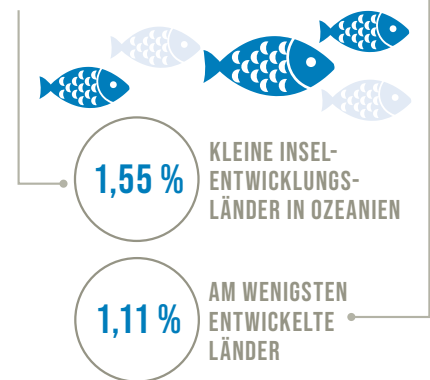 1,55 %
KLEINE INSEL-
ENTWICKLUNGS-
LÄNDER IN OZEANIEN
1,11 %
AM WENIGSTEN
ENTWICKELTE
LÄNDER